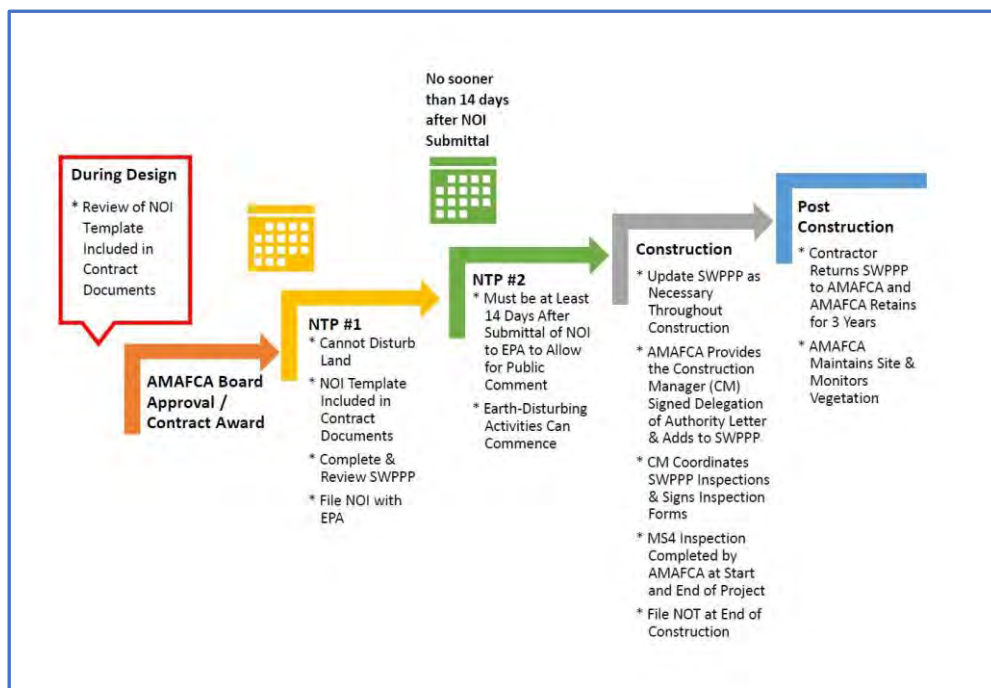 During Design
* Review of NOI
Template
Included in
Contract
Documents
AMAFCA Board
Approval /
Contract Award
NTP #1
* Cannot Disturb
Land
* NOI Template
Included in
Contract
Documents
* Complete &
Review SWPPP
* File NOI with
EPA
No sooner
than 14 days
after NOI
Submittal
NTP #2
* Must be at Least
14 Days After
Submittal of NOI
to EPA to Allow
for Public
Comment
* Earth-Disturbing
Activities Can
Commence
Construction
* Update SWPPP as
Necessary
Throughout
Construction
* AMAFCA Provides
the Construction
Manager (CM)
Signed Delegation
of Authority Letter
& Adds to SWPPP
* CM Coordinates
SWPPP Inspections
& Signs Inspection
Forms
* MS4 Inspection
Completed by
AMAFCA at Start
and End of Project
* File NOT at End of
Construction
Post
Construction
* Contractor
Returns SWPPP
to AMAFCA and
AMAFCA Retains
for 3 Years
* AMAFCA
Maintains Site &
Monitors
Vegetation